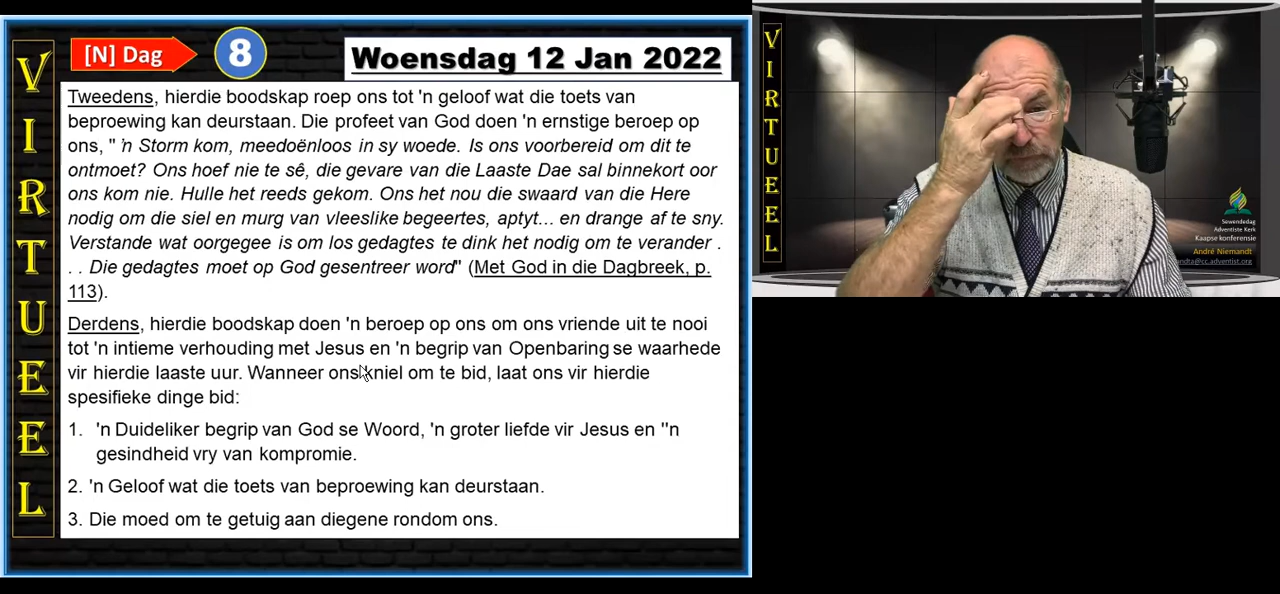 VIRTUEEL
[N] Dag
8
Woensdag 12 Jan 2022
Tweedens, hierdie boodskap roep ons tot 'n geloof wat die toets van
beproewing kan deurstaan. Die profeet van God doen 'n ernstige beroep op
ons, " 'n Storm kom, meedoënloos in sy woede. Is ons voorbereid om dit te
ontmoet? Ons hoef nie te sê, die gevare van die Laaste Dae sal binnekort oor
ons kom nie. Hulle het reeds gekom. Ons het nou die swaard van die Here
nodig om die siel en murg van vleeslike begeertes, aptyt... en drange af te sny.
Verstande wat oorgegee is om los gedagtes te dink het nodig om te verander .
. . Die gedagtes moet op God gesentreer word" (Met God in die Dagbreek, p.
113).
Derdens, hierdie boodskap doen 'n beroep op ons om ons vriende uit te nooi
tot 'n intieme verhouding met Jesus en 'n begrip van Openbaring se waarhede
vir hierdie laaste uur. Wanneer ons kniel om te bid, laat ons vir hierdie
spesifieke dinge bid:
1. 'n Duideliker begrip van God se Woord, 'n groter liefde vir Jesus en ''n
gesindheid vry van kompromie.
2. 'n Geloof wat die toets van beproewing kan deurstaan.
3. Die moed om te getuig aan diegene rondom ons.
VIRTUEEL
Sewendedag
Adventiste Kerk
Kaapse konferensie
André Niemandt
andta@cc.adventist.org